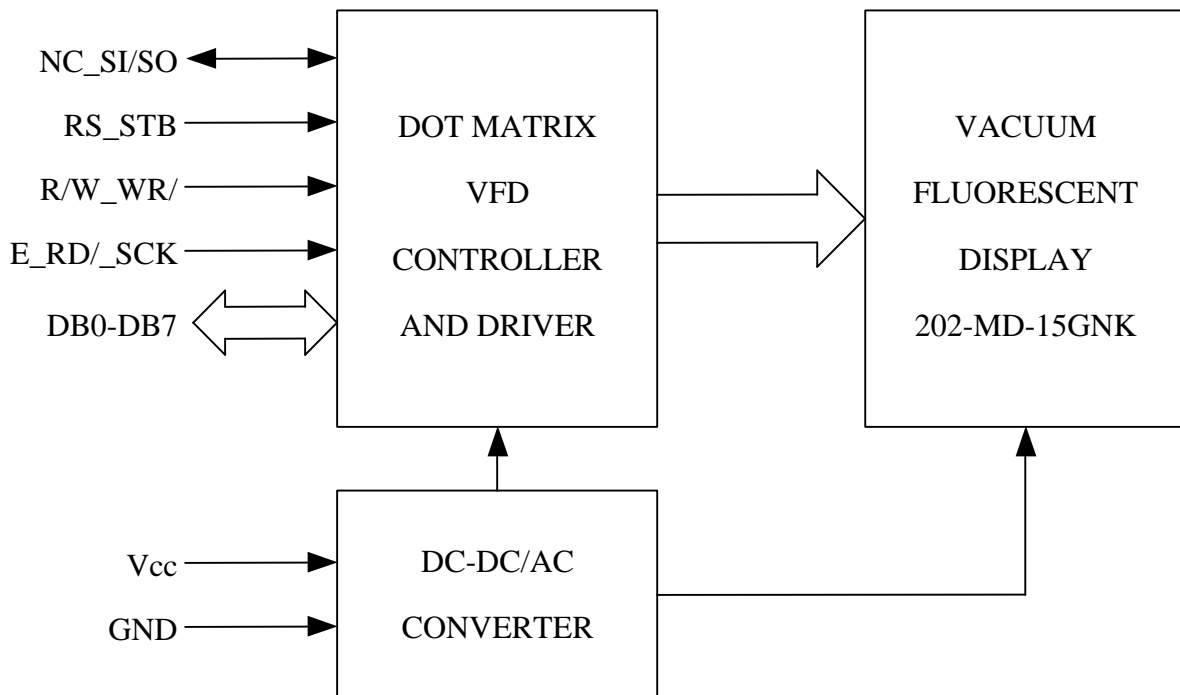 NC_SI/SO
RS_STB
R/W_WR/
E_RD/_SCK
DB0-DB7
DOT MATRIX
VFD
CONTROLLER
AND DRIVER
VACUUM
FLUORESCENT
DISPLAY
202-MD-15GNK
Vcc
GND
DC-DC/AC
CONVERTER